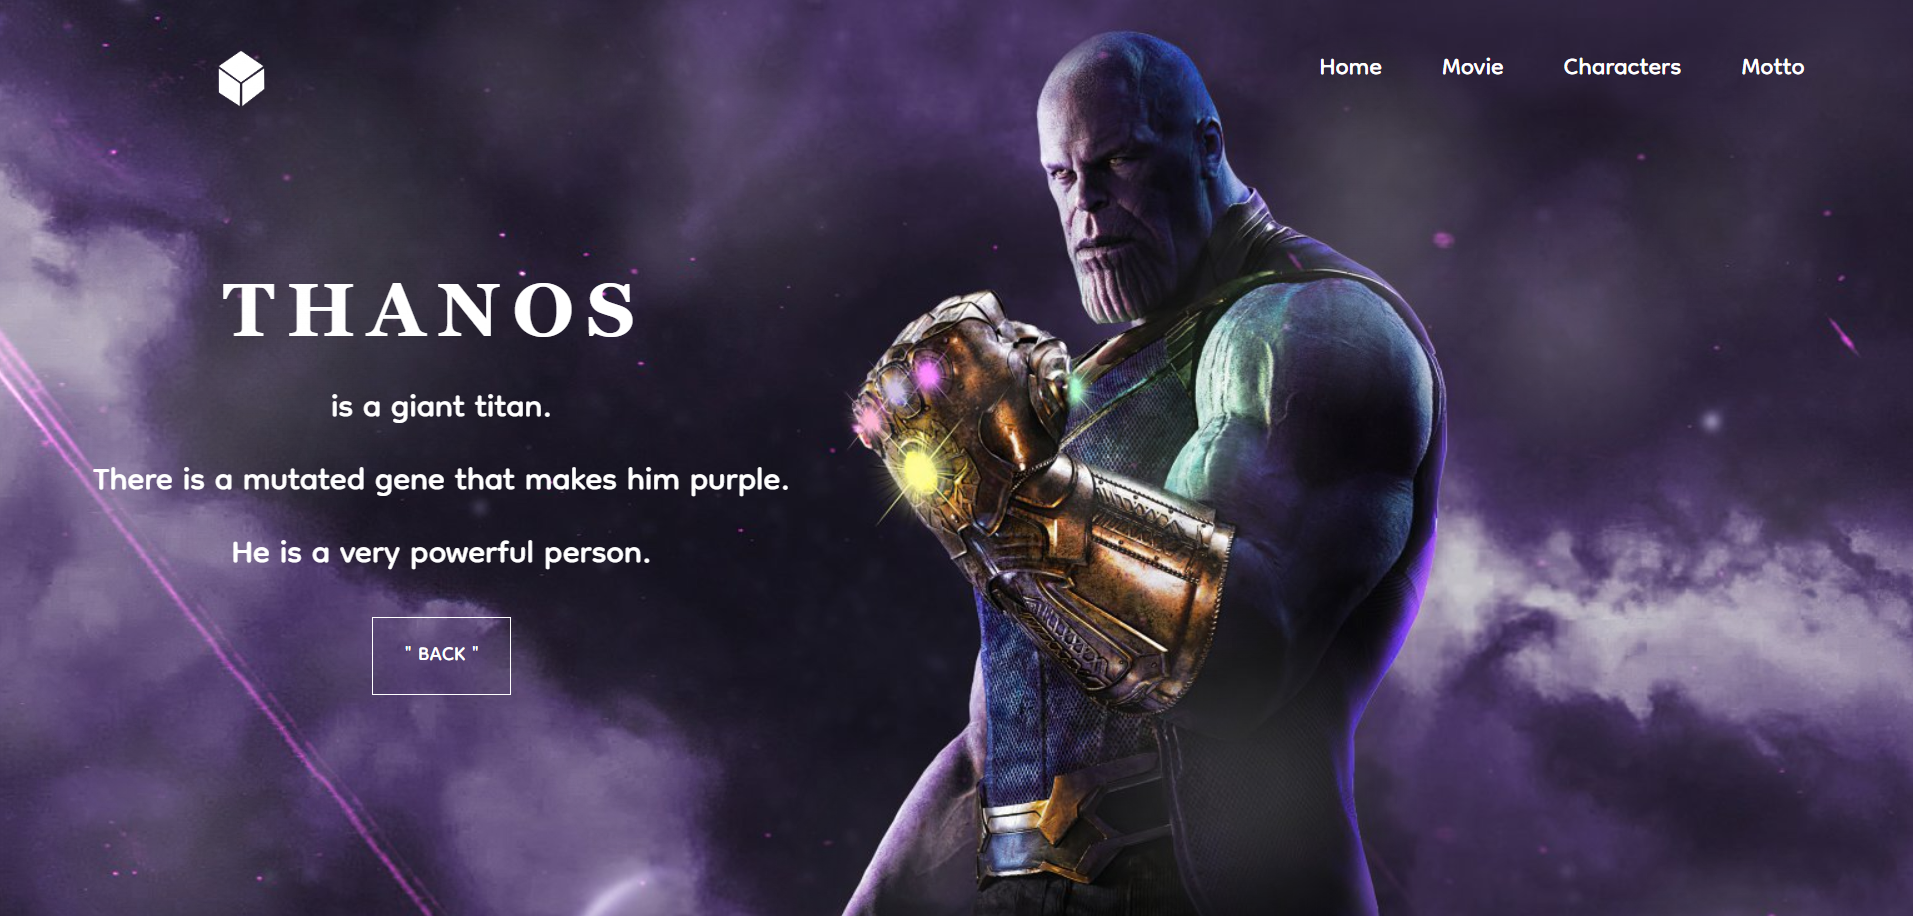 Home Movie Characters Motto
THANOS
is a giant titan.
There is a mutated gene that makes him purple.
He is a very powerful person.
" BACK "